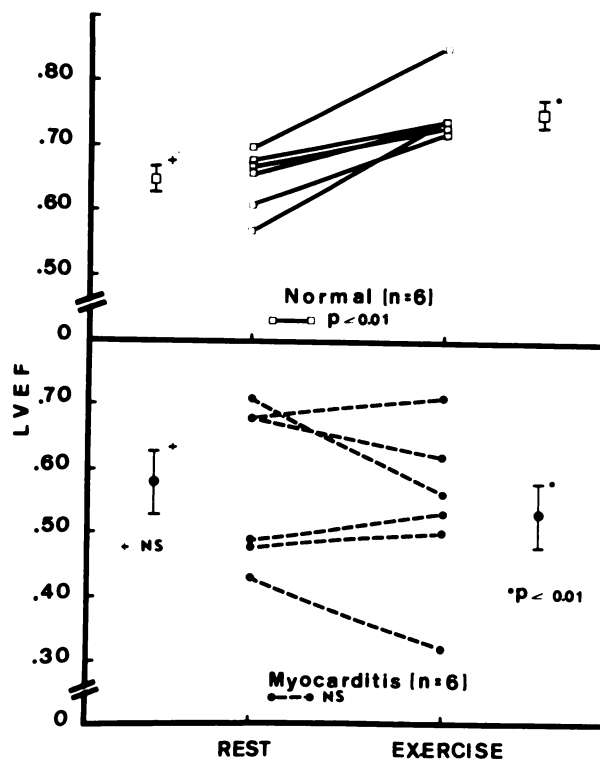 .80
.70
.60
.50
0
+
*
Normal (n=6)
p < 0.01
LVEF
.70
.60
.50
.40
.30
0
+
*
+ NS
*p < 0.01
Myocarditis (n=6)
NS
REST
EXERCISE